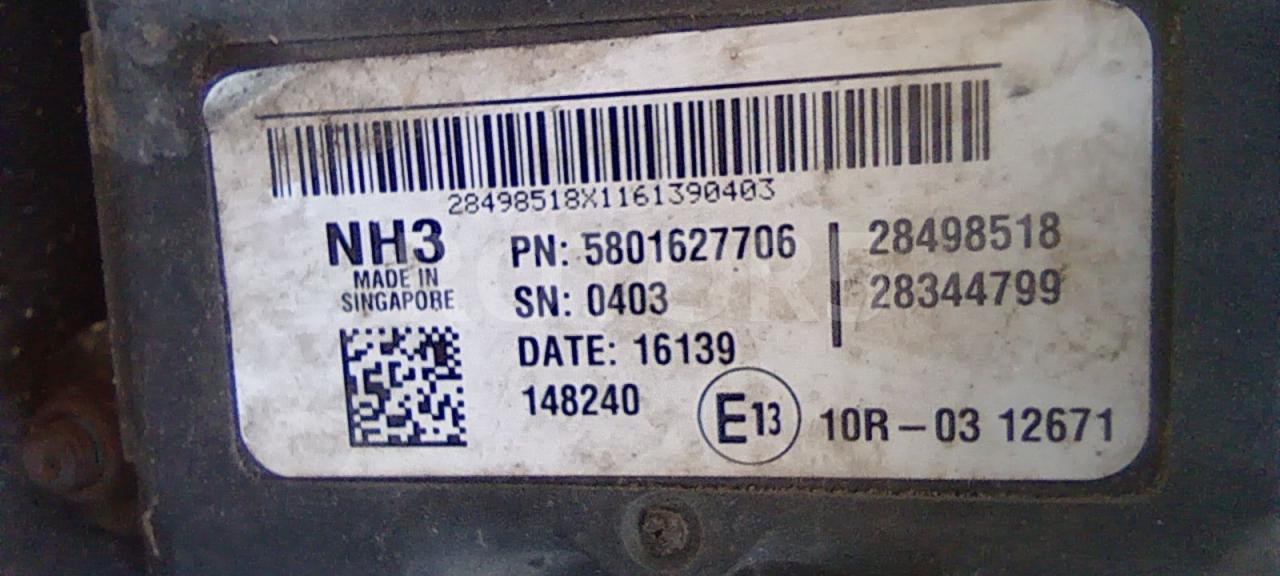 28498518X1161390403
NH3
MADE IN
SINGAPORE
PN: 5801627706
SN: 0403
DATE: 16139
148240
28498518
28344799
E13
10R-03 12671